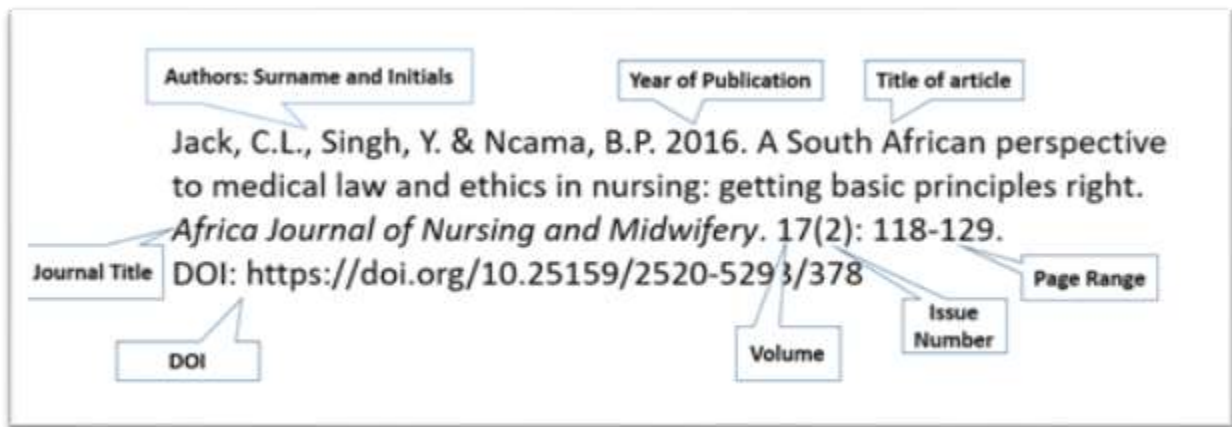 Authors: Surname and Initials
Year of Publication
Title of article
Jack, C.L., Singh, Y. & Ncama, B.P. 2016. A South African perspective
to medical law and ethics in nursing: getting basic principles right.
Africa Journal of Nursing and Midwifery. 17(2): 118-129.
Journal Title
DOI: https://doi.org/10.25159/2520-5293/378
Page Range
Issue
Number
Volume
DOI